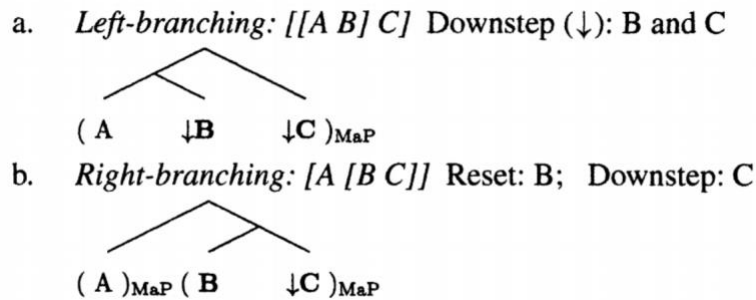 a. Left-branching: [[A B] C] Downstep (↓): B and C
( A ↓B ↓C )MaP
b. Right-branching: [A [B C]] Reset: B; Downstep: C
( A )MaP ( B ↓C )MaP